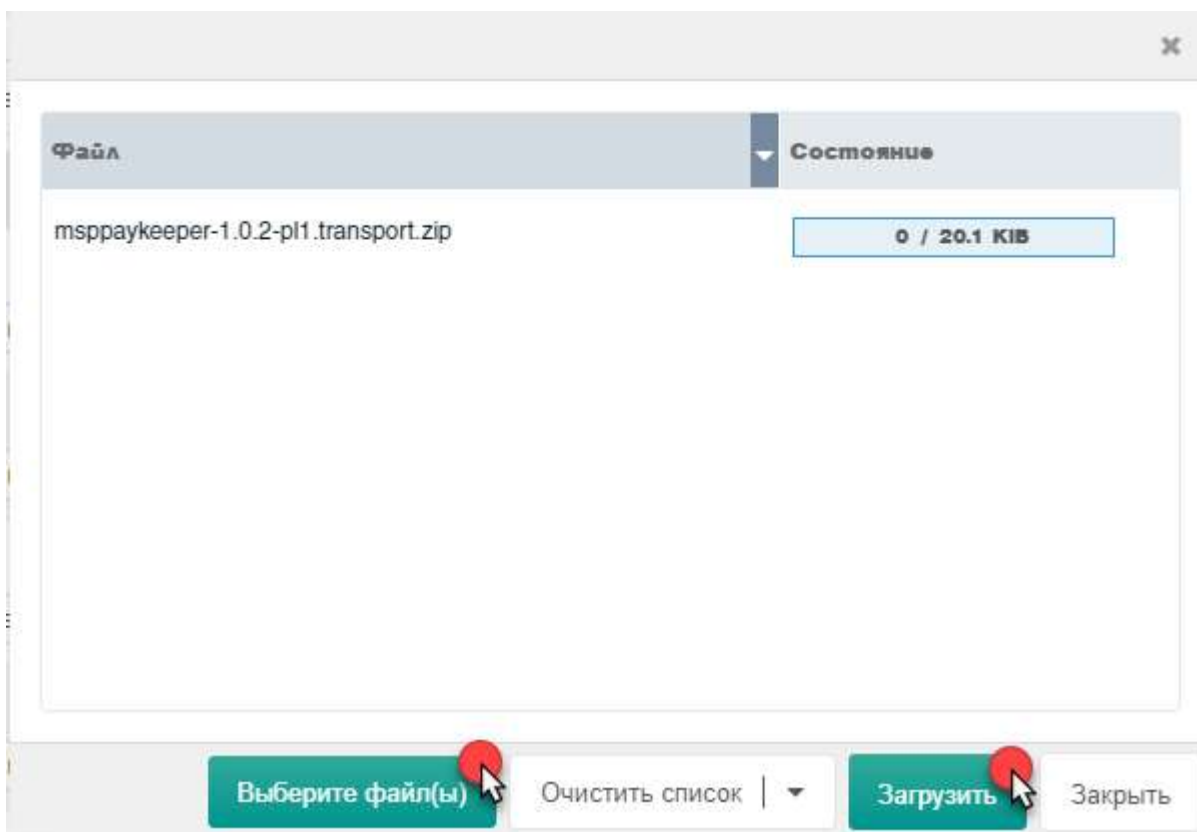 Файл Состояние
msppaykeeper-1.0.2-pl1.transport.zip 0 / 20.1 KIB
Выберите файл(ы) Очистить список Загрузить Закрыть